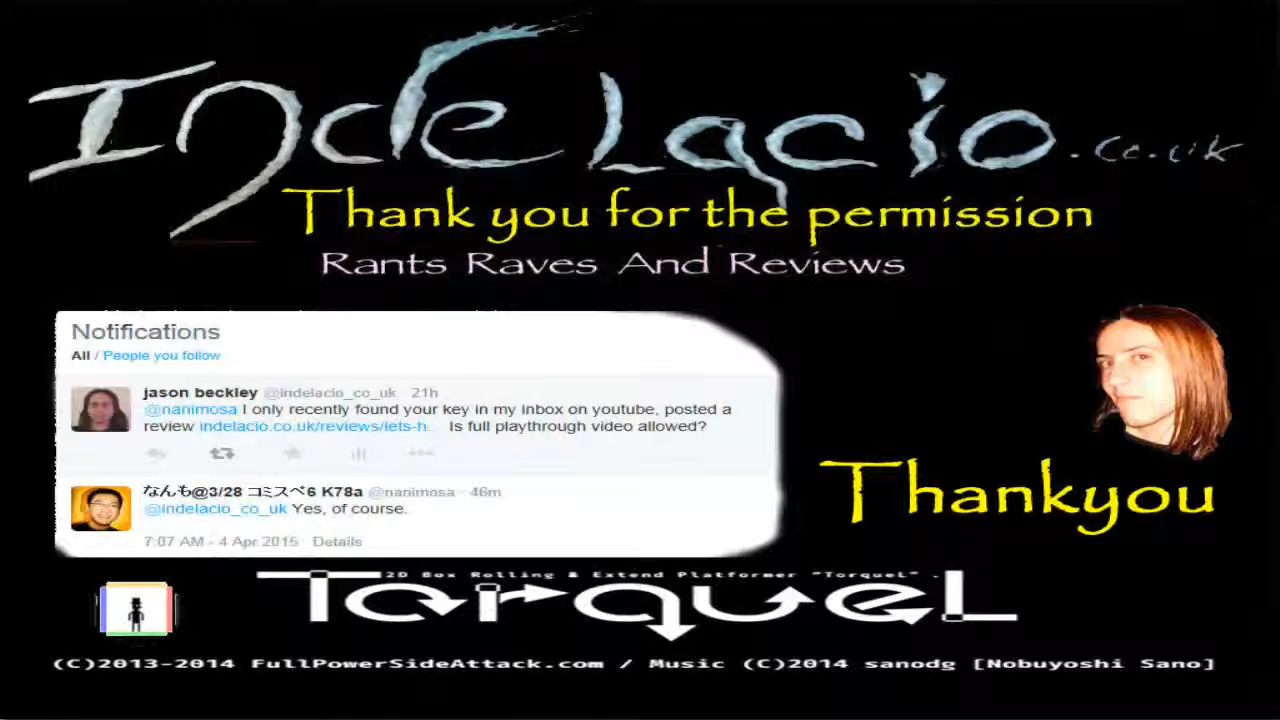 IndeLacio.co.uk
Thank you for the permission
Rants Raves And Reviews
Notifications
All / People you follow
jason beckley @indelacio_co_uk · 21h
@nanimosa I only recently found your key in my inbox on youtube, posted a
review indelacio.co.uk/reviews/lets-h... Is full playthrough video allowed?
なんも@3/28 コミスペ6 K78a @nanimosa · 46m
@indelacio_co_uk Yes, of course.
7:07 AM - 4 Apr 2015 · Details
Thankyou
2D Box Rolling & Extend Platformer "TorqueL" .
TorqueL
(C)2013-2014 FullPowerSideAttack.com / Music (C)2014 sanodg [Nobuyoshi Sano]